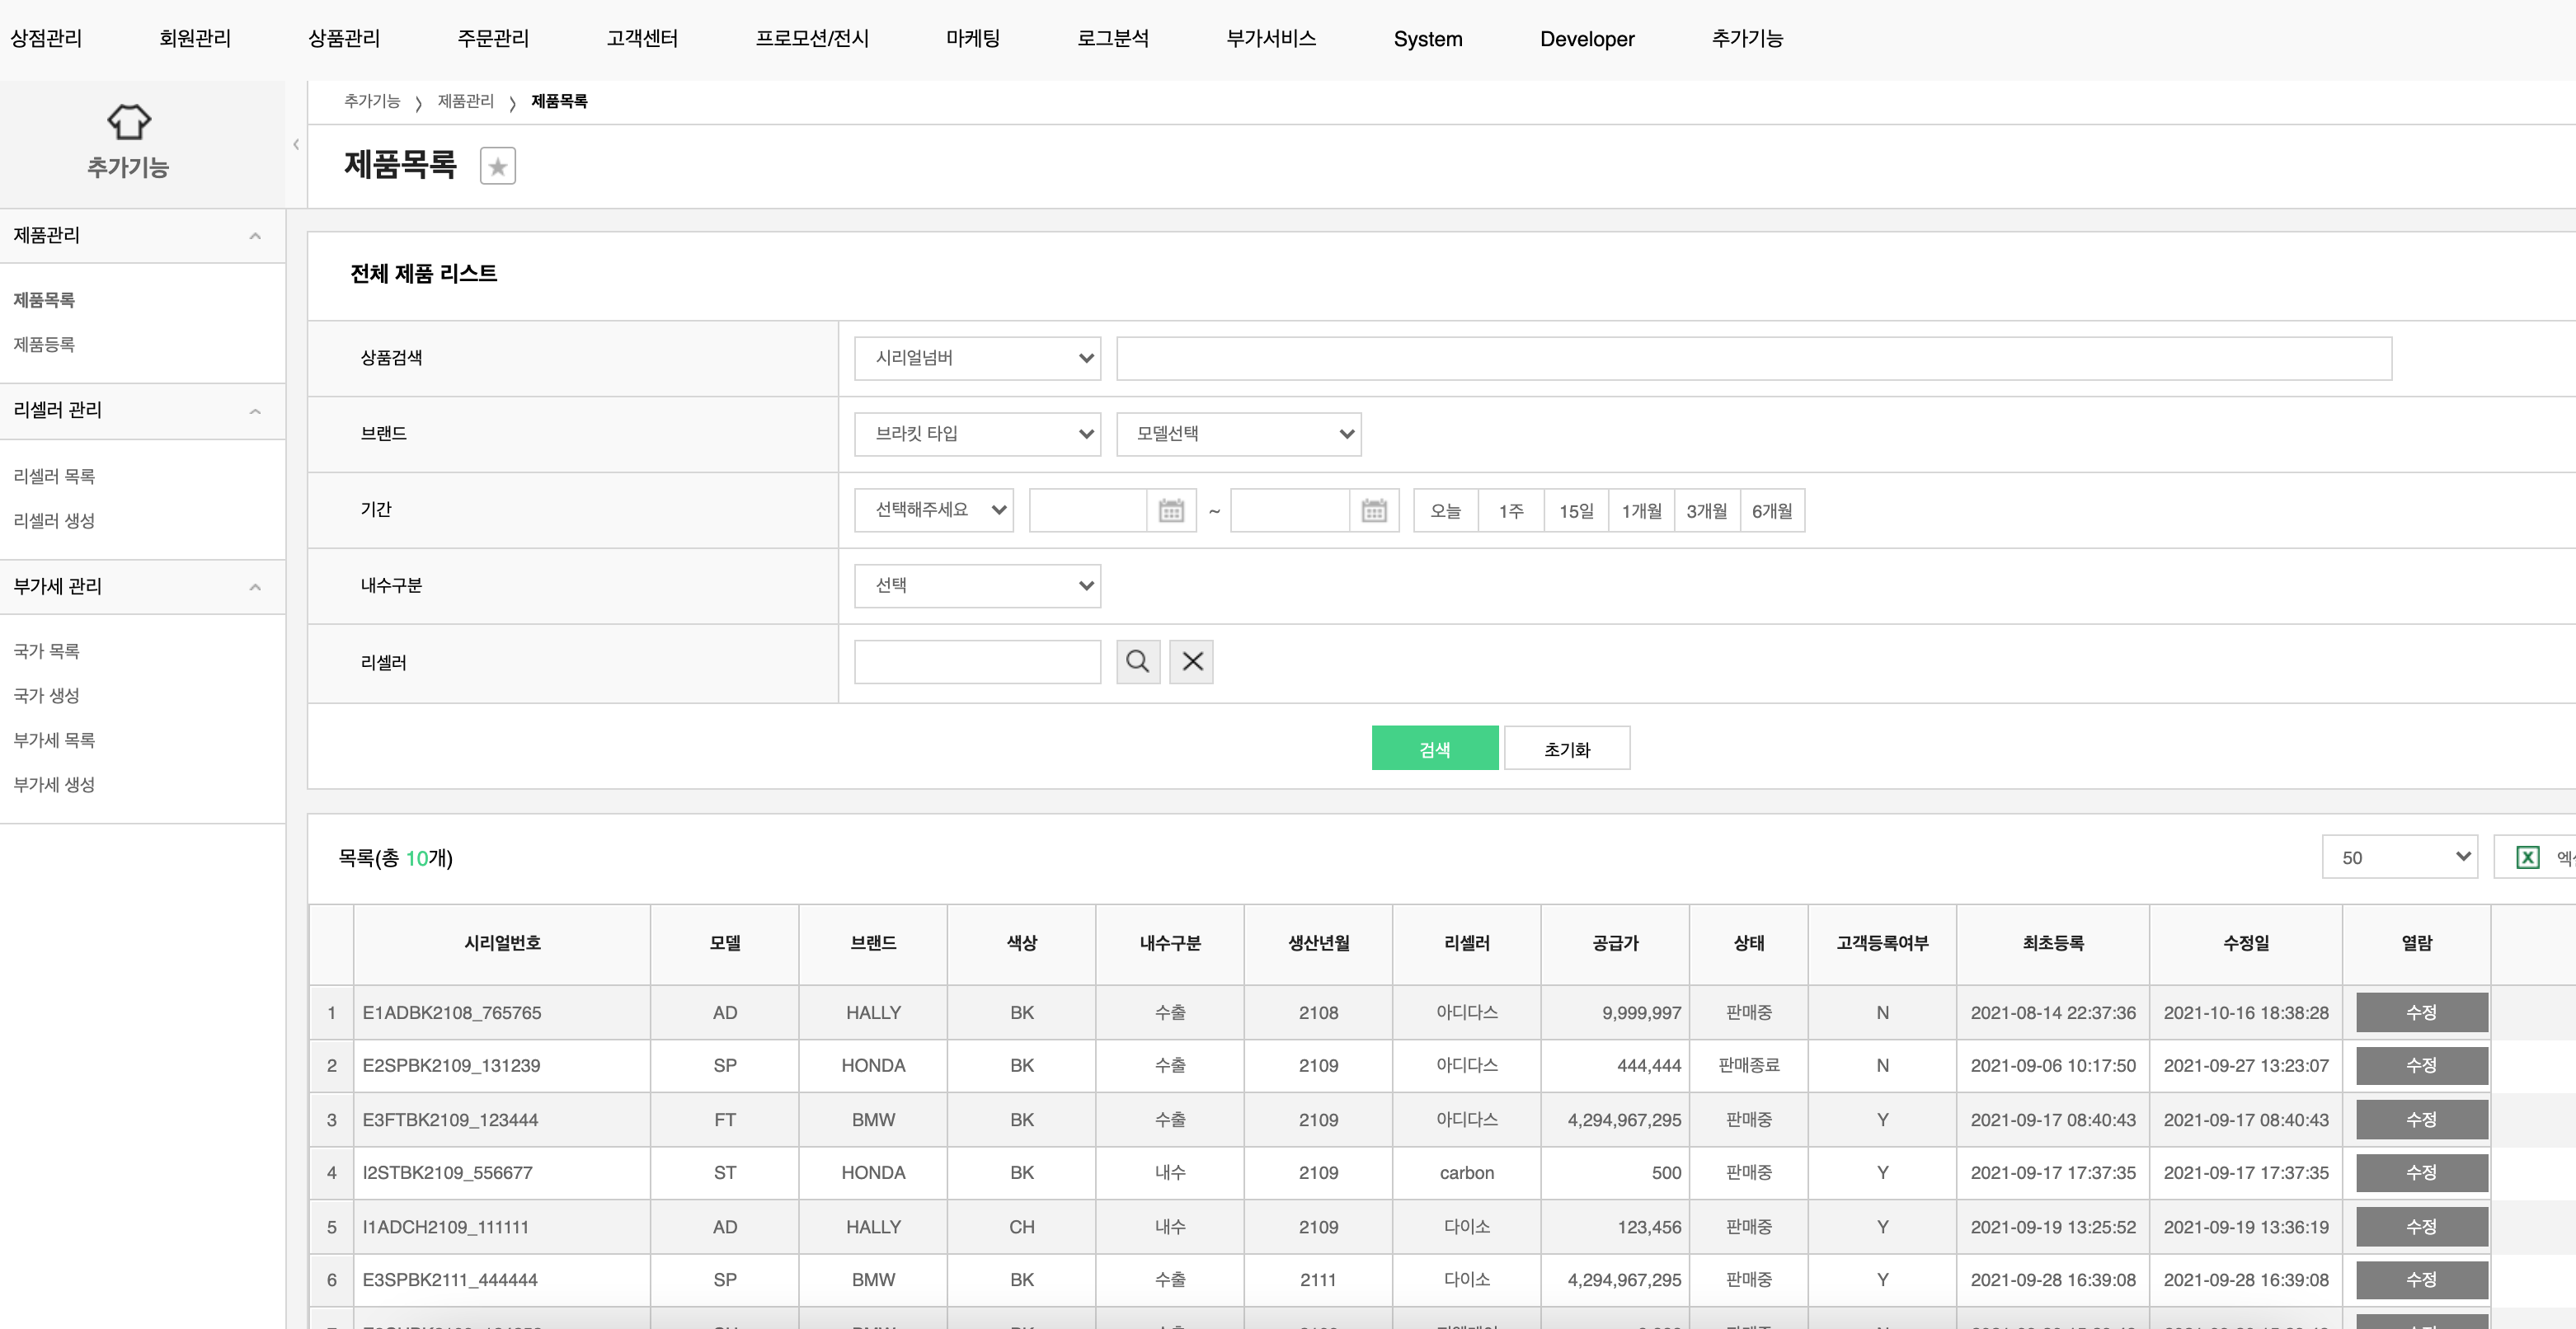 상점관리 회원관리 상품관리 주문관리 고객센터 프로모션/전시 마케팅 로그분석 부가서비스 System Developer 추가기능
추가기능
제품관리
제품목록
제품등록
리셀러 관리
리셀러 목록
리셀러 생성
부가세 관리
국가 목록
국가 생성
부가세 목록
부가세 생성
추가기능 > 제품관리 > 제품목록
제품목록
전체 제품 리스트
상품검색 시리얼넘버
브랜드 브라킷 타입 모델선택
기간 선택해주세요 ~ 오늘 1주 15일 1개월 3개월 6개월
내수구분 선택
리셀러
검색 초기화
목록(총 10개) 50
시리얼번호 모델 브랜드 색상 내수구분 생산년월 리셀러 공급가 상태 고객등록여부 최초등록 수정일 열람
1 E1ADBK2108_765765 AD HALLY BK 수출 2108 아디다스 9,999,997 판매중 N 2021-08-14 22:37:36 2021-10-16 18:38:28 수정
2 E2SPBK2109_131239 SP HONDA BK 수출 2109 아디다스 444,444 판매종료 N 2021-09-06 10:17:50 2021-09-27 13:23:07 수정
3 E3FTBK2109_123444 FT BMW BK 수출 2109 아디다스 4,294,967,295 판매중 Y 2021-09-17 08:40:43 2021-09-17 08:40:43 수정
4 I2STBK2109_556677 ST HONDA BK 내수 2109 carbon 500 판매중 Y 2021-09-17 17:37:35 2021-09-17 17:37:35 수정
5 I1ADCH2109_111111 AD HALLY CH 내수 2109 다이소 123,456 판매중 Y 2021-09-19 13:25:52 2021-09-19 13:36:19 수정
6 E3SPBK2111_444444 SP BMW BK 수출 2111 다이소 4,294,967,295 판매중 Y 2021-09-28 16:39:08 2021-09-28 16:39:08 수정